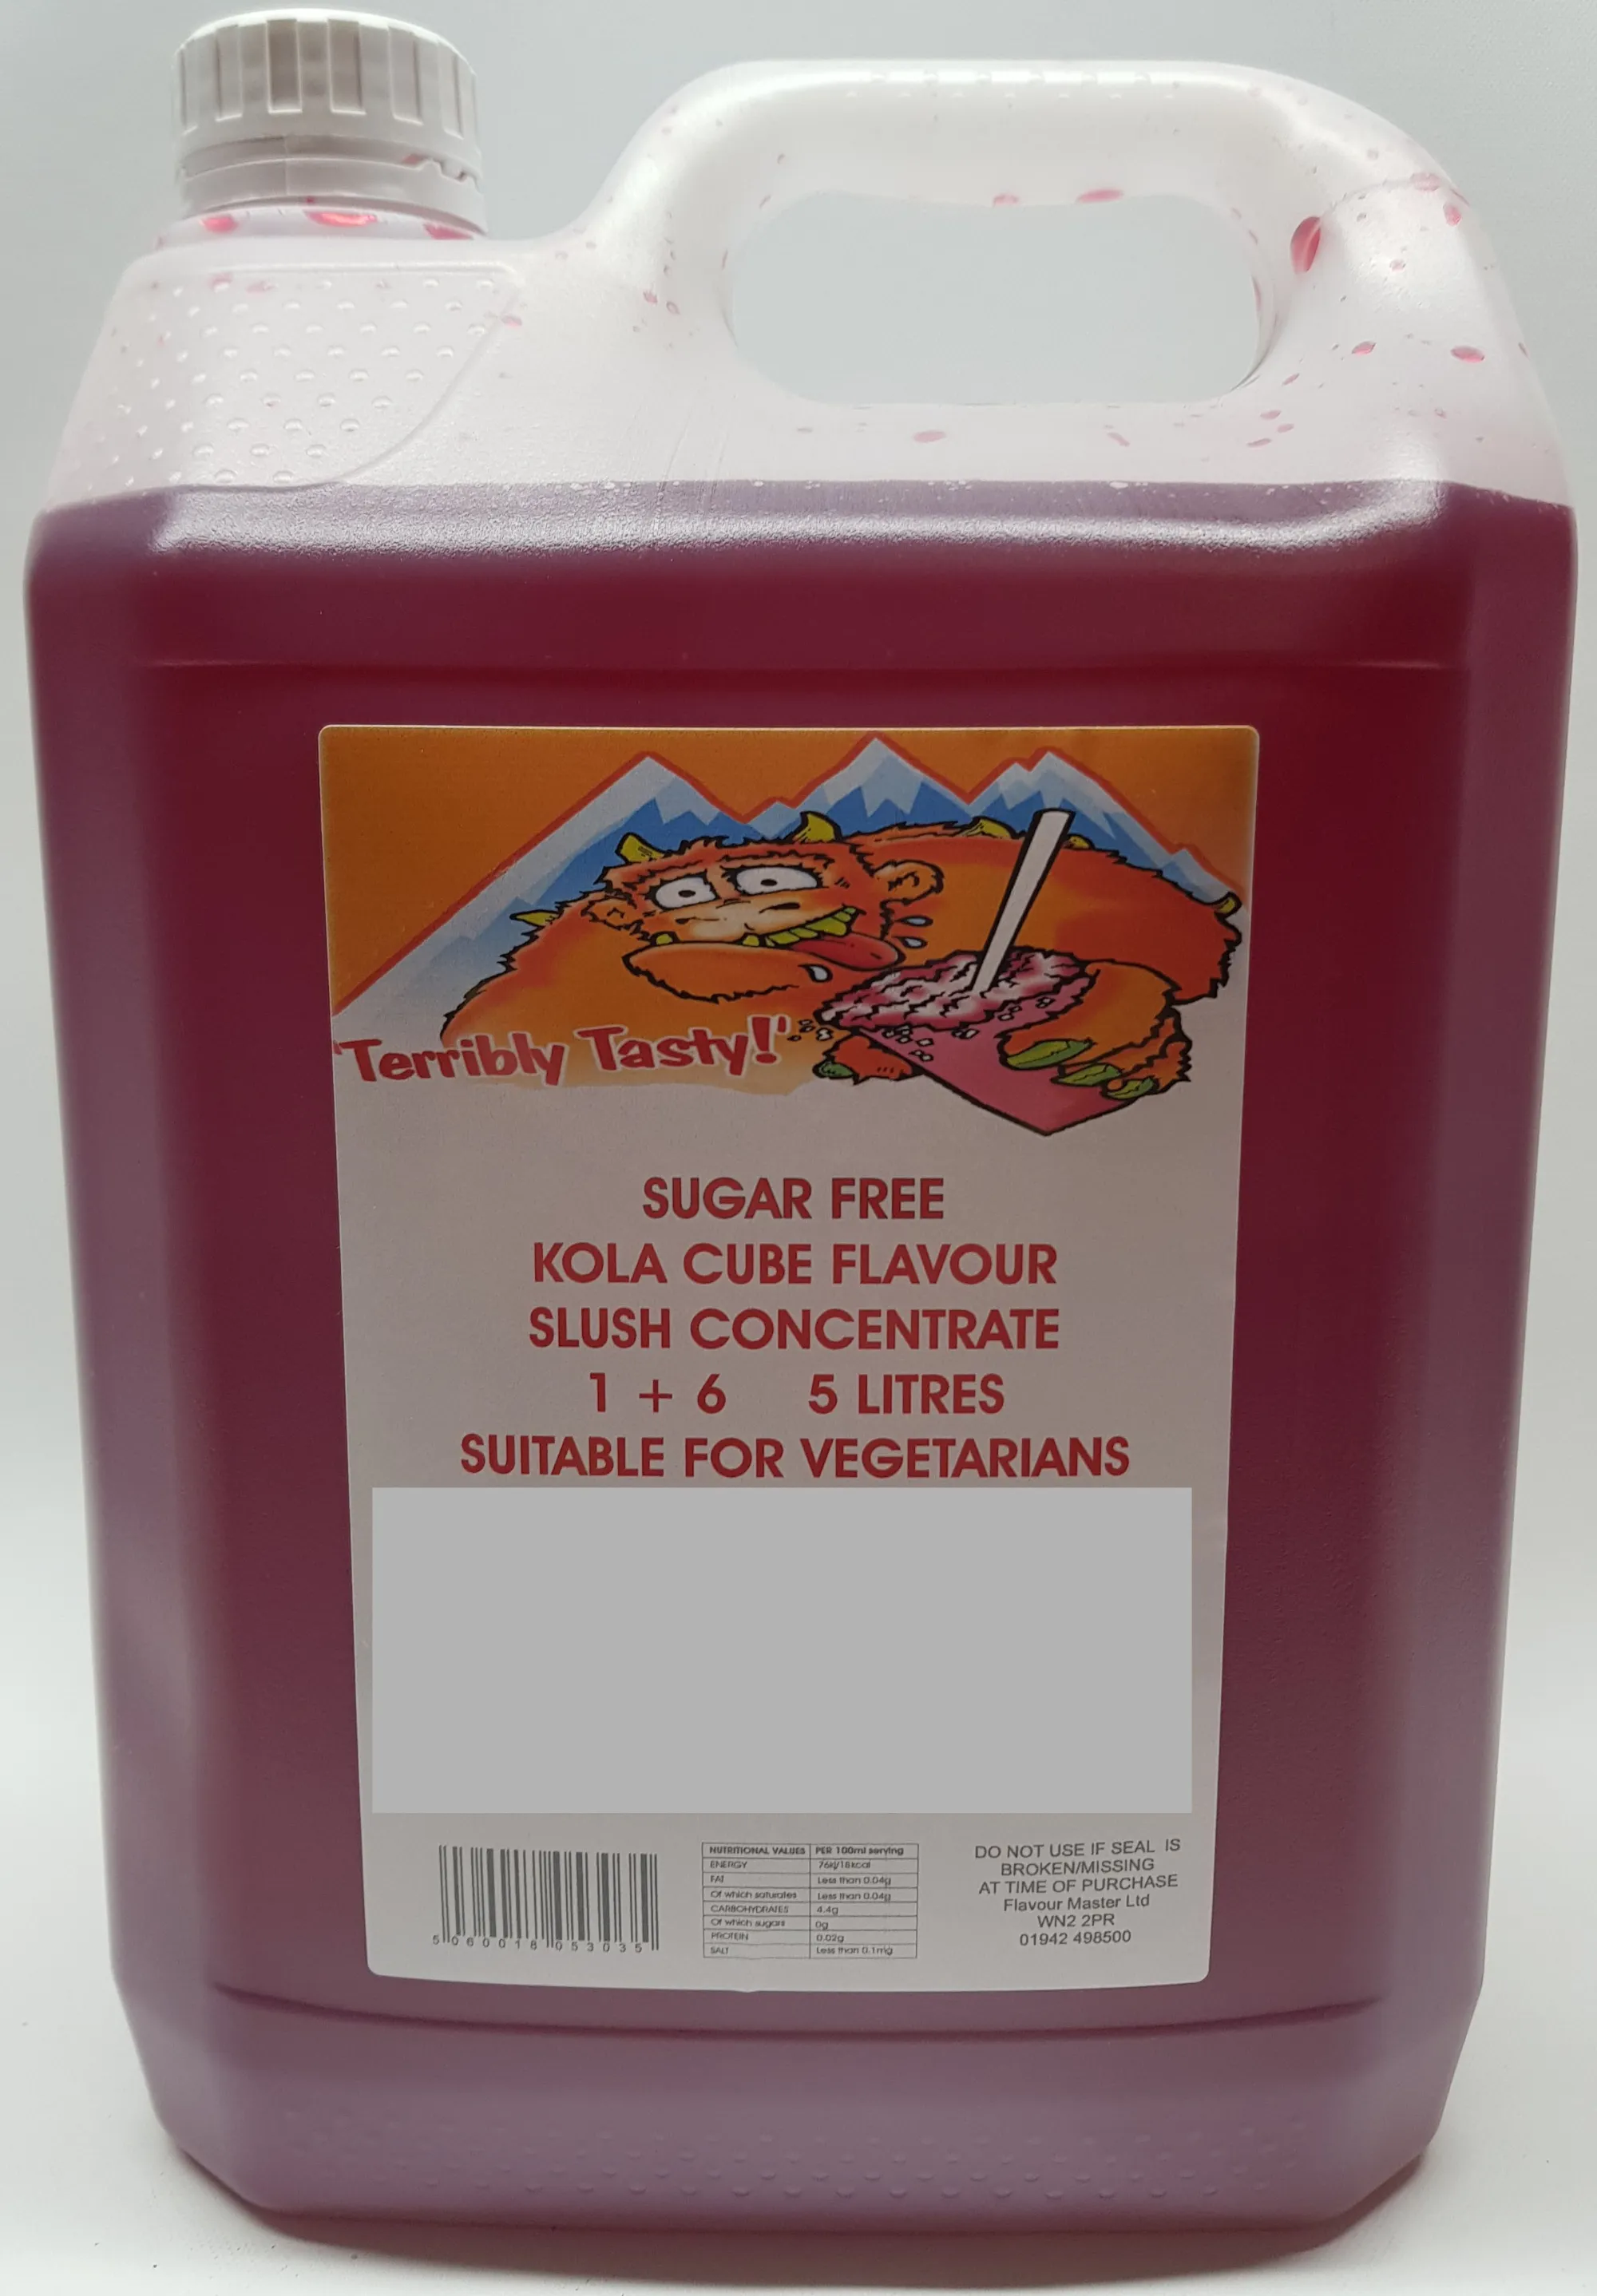 'Terribly Tasty!'
SUGAR FREE
KOLA CUBE FLAVOUR
SLUSH CONCENTRATE
1 + 6 5 LITRES
SUITABLE FOR VEGETARIANS
5 060018 053035
NUTRITIONAL VALUES PER 100ml serving
ENERGY 76kj/18kcal
FAT Less than 0.04g
Of which saturates Less than 0.04g
CARBOHYDRATES 4.4g
Of which sugars 0g
PROTEIN 0.02g
SALT Less than 0.1mg
DO NOT USE IF SEAL IS
BROKEN/MISSING
AT TIME OF PURCHASE
Flavour Master Ltd
WN2 2PR
01942 498500